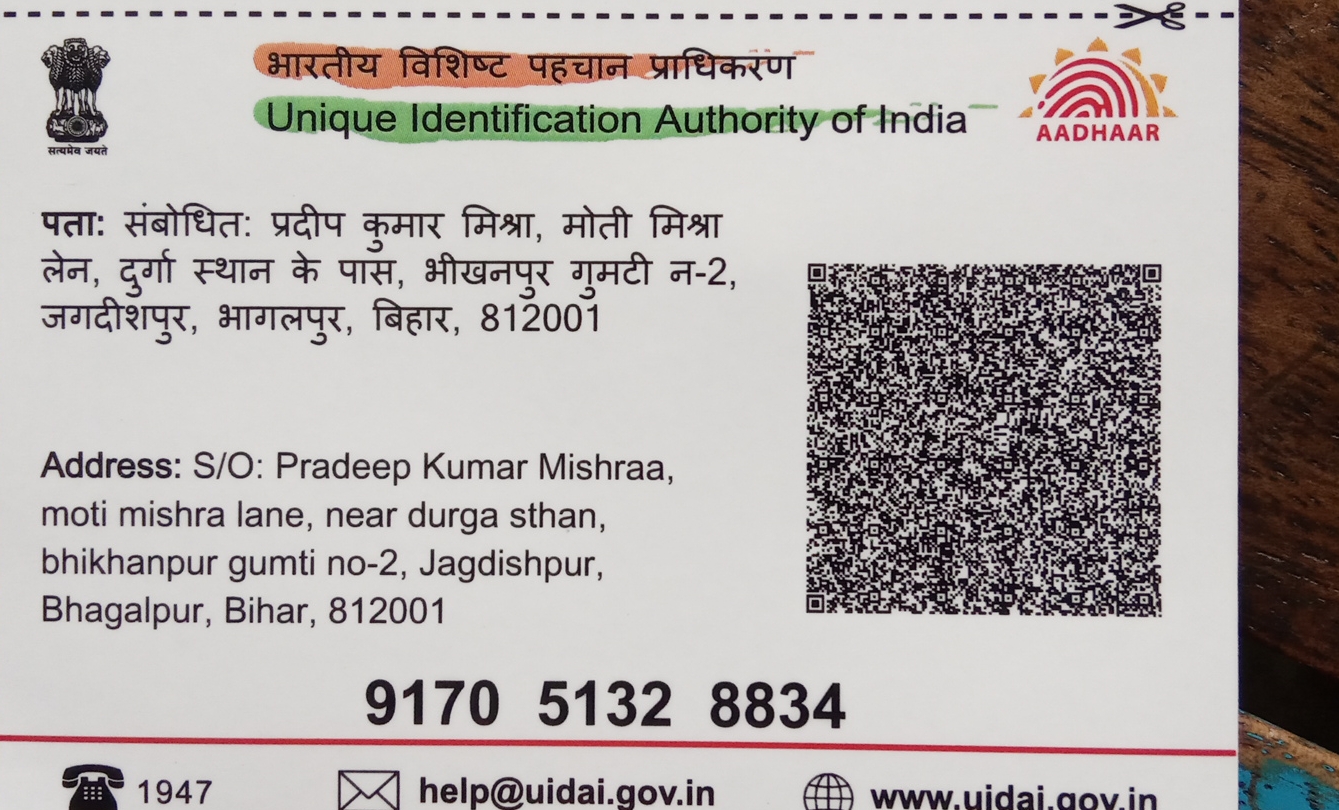 भारतीय विशिष्ट पहचान प्राधिकरण
Unique Identification Authority of India
AADHAAR
सत्यमेव जयते
पता: संबोधित: प्रदीप कुमार मिश्रा, मोती मिश्रा
लेन, दुर्गा स्थान के पास, भीखनपुर गुमटी न-2,
जगदीशपुर, भागलपुर, बिहार, 812001
Address: S/O: Pradeep Kumar Mishraa,
moti mishra lane, near durga sthan,
bhikhanpur gumti no-2, Jagdishpur,
Bhagalpur, Bihar, 812001
9170 5132 8834
1947
help@uidai.gov.in
www.uidai.gov.in